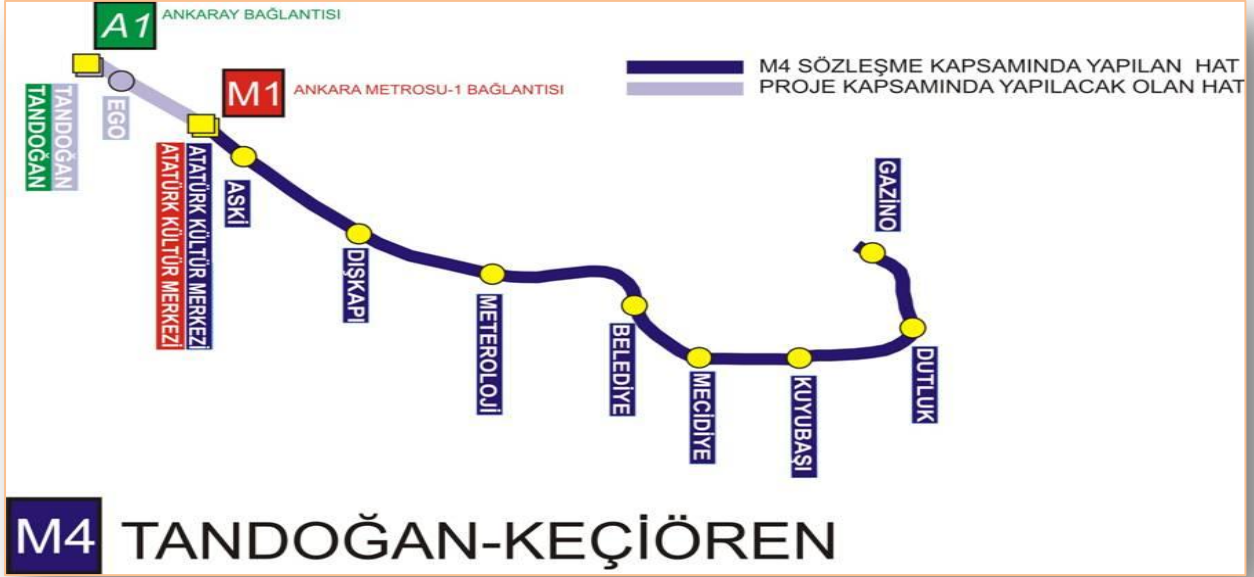 A1 ANKARAY BAĞLANTISI
M1 ANKARA METROSU-1 BAĞLANTISI
M4 SÖZLEŞME KAPSAMINDA YAPILAN HAT
PROJE KAPSAMINDA YAPILACAK OLAN HAT
TANDOĞAN
TANDOĞAN
EGO
ATATÜRK KÜLTÜR MERKEZİ
ATATÜRK KÜLTÜR MERKEZİ
ASKİ
DIŞKAPI
METEROLOJİ
BELEDİYE
MECİDİYE
KUYUBAŞI
DUTLUK
GAZİNO
M4 TANDOĞAN-KEÇİÖREN